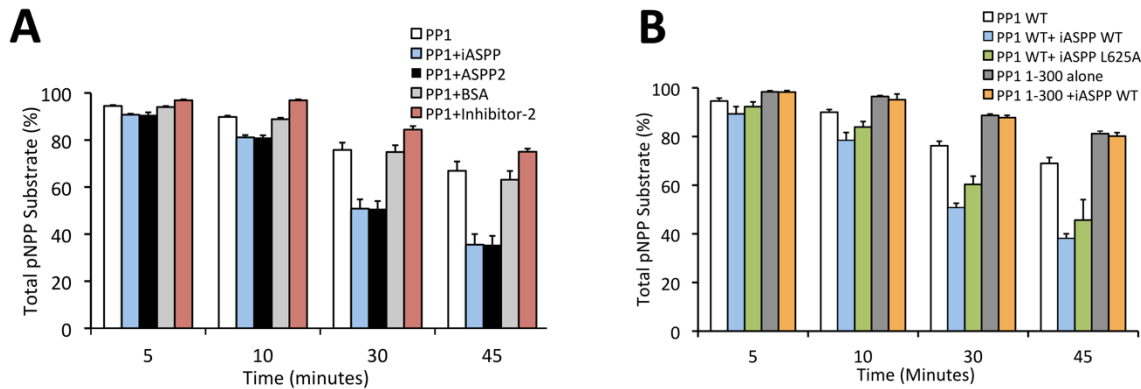 A
PP1
PP1+iASPP
PP1+ASPP2
PP1+BSA
PP1+Inhibitor-2
Total pNPP Substrate (%)
100
80
60
40
20
0
5 10 30 45
Time (minutes)
B
PP1 WT
PP1 WT+ iASPP WT
PP1 WT+ iASPP L625A
PP1 1-300 alone
PP1 1-300 +iASPP WT
Total pNPP Substrate (%)
100
80
60
40
20
0
5 10 30 45
Time (Minutes)